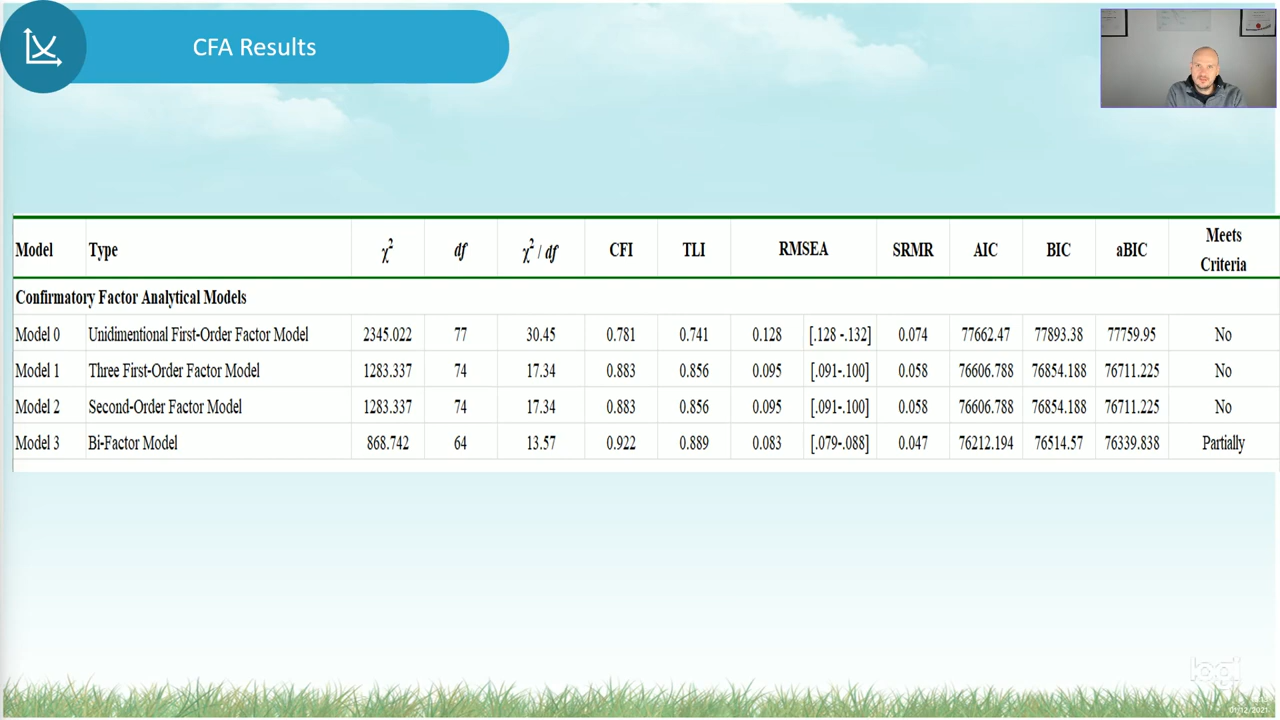 CFA Results
Model Type χ² df χ² / df CFI TLI RMSEA SRMR AIC BIC aBIC Meets Criteria
Confirmatory Factor Analytical Models
Model 0 Unidimentional First-Order Factor Model 2345.022 77 30.45 0.781 0.741 0.128 [.128 -.132] 0.074 77662.47 77893.38 77759.95 No
Model 1 Three First-Order Factor Model 1283.337 74 17.34 0.883 0.856 0.095 [.091-.100] 0.058 76606.788 76854.188 76711.225 No
Model 2 Second-Order Factor Model 1283.337 74 17.34 0.883 0.856 0.095 [.091-.100] 0.058 76606.788 76854.188 76711.225 No
Model 3 Bi-Factor Model 868.742 64 13.57 0.922 0.889 0.083 [.079-.088] 0.047 76212.194 76514.57 76339.838 Partially
logi
01/12/2021